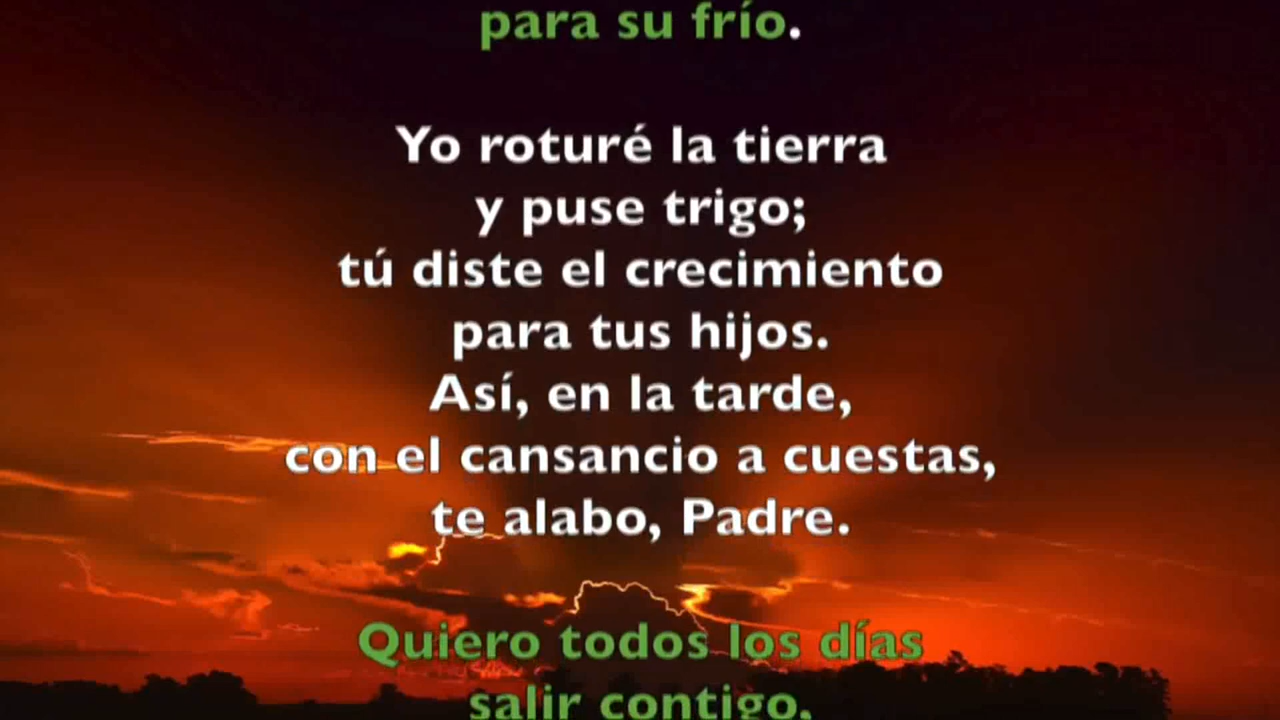 para su frío.
Yo roturé la tierra
y puse trigo;
tú diste el crecimiento
para tus hijos.
Así, en la tarde,
con el cansancio a cuestas,
te alabo, Padre.
Quiero todos los días
salir contigo,